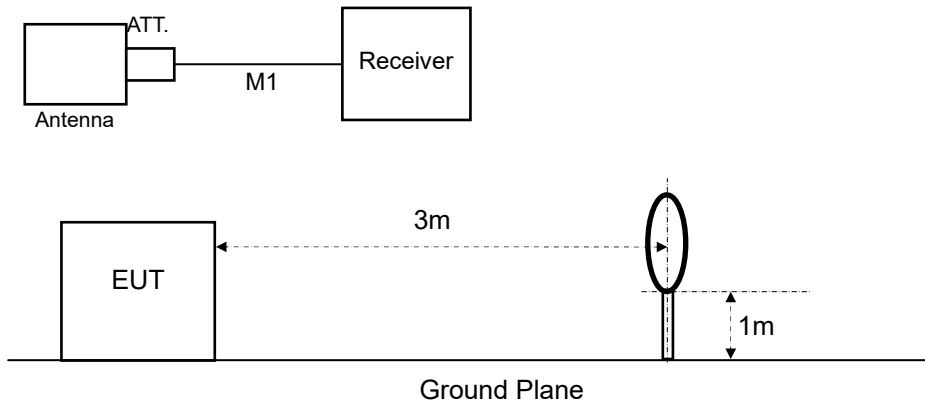 ATT.
Receiver
M1
Antenna
3m
EUT
1m
Ground Plane